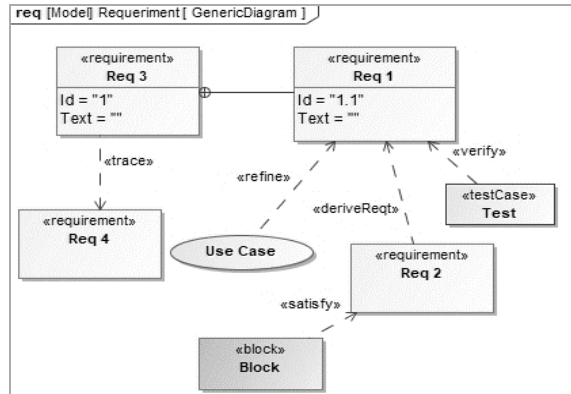 req [Model] Requeriment [ GenericDiagram ]
«requirement»
Req 3
Id = "1"
Text = ""
«requirement»
Req 1
Id = "1.1"
Text = ""
«trace»
«refine»
«verify»
«deriveReqt»
«testCase»
Test
«requirement»
Req 4
Use Case
«requirement»
Req 2
«satisfy»
«block»
Block